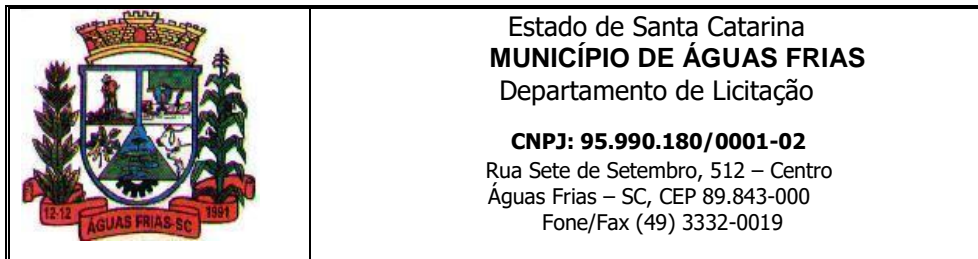 12-12
ÁGUAS FRIAS-SC
1991
Estado de Santa Catarina
MUNICÍPIO DE ÁGUAS FRIAS
Departamento de Licitação
CNPJ: 95.990.180/0001-02
Rua Sete de Setembro, 512 – Centro
Águas Frias – SC, CEP 89.843-000
Fone/Fax (49) 3332-0019